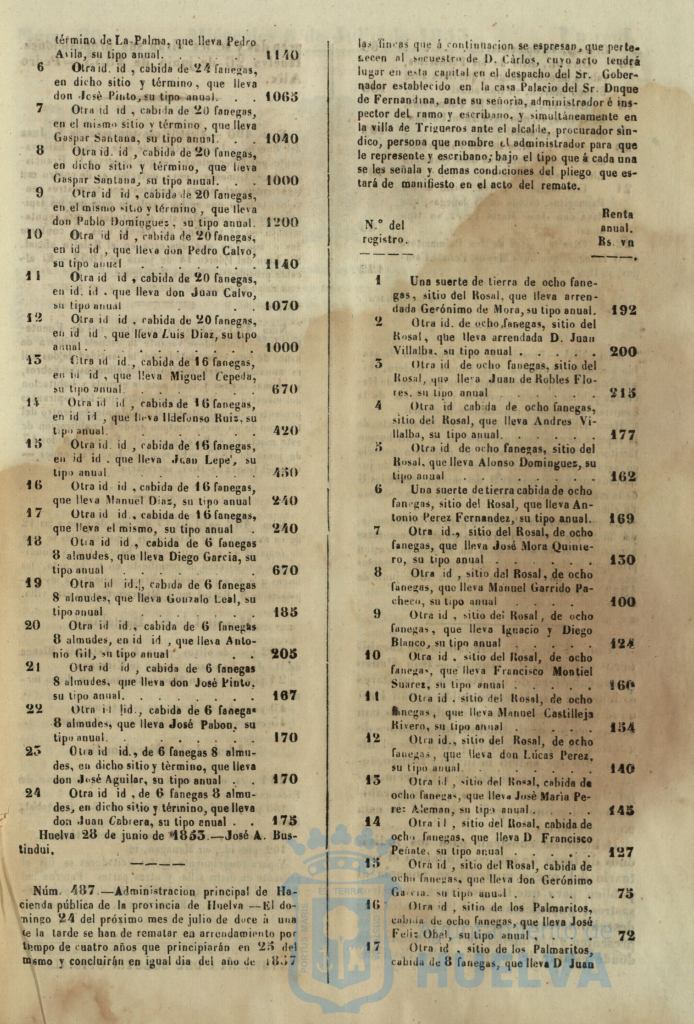 término de La-Palma, que lleva Pedro
Avila, su tipo anual. . . . . 1140
6 Otra id. id , cabida de 24 fanegas,
en dicho sitio y término, que lleva
don José Pinto, su tipo anual. . . 1065
7 Otra id id , cabida de 20 fanegas,
en el mismo sitio y término , que lleva
Gaspar Santana, su tipo anual. . . 1040
8 Otra id. id , cabida de 20 fanegas,
en dicho sitio y término, que lleva
Gaspar Santana, su tipo anual. . . 1000
9 Otra id id , cabida de 20 fanegas,
en el mismo sitio y término , que lleva
don Pablo Dominguez, su tipo anual. 1200
10 Otra id id , cabida de 20 fanegas,
en id id , que lleva don Pedro Calvo,
su tipo anual . . . . . . 1140
11 Otra id id , cabida de 20 fanegas,
en id. id . que lleva don Juan Calvo,
su tipo anual . . . . . . 1070
12 Otra id id , cabida de 20 fanegas,
en id id . que lleva Luis Diaz, su tipo
anual. . . . . . . . 1000
13 Otra id id., cabida de 16 fanegas,
en id id , que lleva Miguel Cepeda,
su tipo anual. . . . . . 670
14 Otra id id , cabida de 16 fanegas,
en id id , que lleva Ildefonso Ruiz, su
tipo anual. . . . . . . 420
15 Otra id id , cabida de 16 fanegas,
en id id . que lleva Juan Lepe, su
tipo anual . . . . . . 450
16 Otra id id., cabida de 16 fanegas,
que lleva Manuel Diaz, su tipo anual 240
17 Otra id id., cabida de 16 fanegas,
que lleva el mismo, su tipo anual . 240
18 Otra id id , cabida de 6 fanegas
8 almudes, que lleva Diego Garcia, su
tipo anual . . . . . . 670
19 Otra id id., cabida de 6 fanegas
8 almudes, que lleva Gonzalo Leal, su
tipo anual . . . . . . 185
20 Otra id id., cabida de 6 fanegas
8 almudes, en id id , que lleva Anto-
nio Gil, su tipo anual . . . 205
21 Otra id id , cabida de 6 fanegas
8 almudes, que lleva don José Pinto,
su tipo anual. . . . . . 167
22 Otra id id., cabida de 6 fanegas
8 almudes, que lleva José Pabon, su
tipo anual. . . . . . . 170
23 Otra id id., de 6 fanegas 8 almu-
des, en dicho sitio y tèrmino, que lleva
don José Aguilar, su tipo anual . . 170
24 Otra id id , de 6 fanegas 8 almu-
des, en dicho sitio y término, que lleva
don Juan Cabrera, su tipo anual . . 175
Huelva 28 de junio de 1853.—José A. Bus-
tindui.
Núm. 487.—Administracion principal de Ha-
cienda pública de la provincia de Huelva —El do-
mingo 24 del próximo mes de julio de doce á una
de la tarde se han de rematar en arrendamiento por
tiempo de cuatro años que principiarán en 25 del
mismo y concluirán en igual dia del año de 1857
las fincas que á continuacion se espresan, que perte-
necen al secuestro de D. Cárlos, cuyo acto tendrá
lugar en esta capital en el despacho del Sr. Gober-
nador establecido en la casa Palacio del Sr. Duque
de Fernandina, ante su señoria, administrador é ins-
pector del ramo y escribano, y simultáneamente en
la villa de Trigueros ante el alcalde, procurador sin-
dico, persona que nombre el administrador para que
le represente y escribano; bajo el tipo que á cada una
se les señala y demas condiciones del pliego que es-
tará de manifiesto en el acto del remate.
N.° del registro. Renta anual. Rs. vn
1 Una suerte de tierra de ocho fane-
gas, sitio del Rosal, que lleva arren-
dada Gerónimo de Mora, su tipo anual. 192
2 Otra id. de ocho fanegas, sitio del
Rosal, que lleva arrendada D. Juan
Villalba, su tipo anual . . . . . 200
3 Otra id de ocho fanegas, sitio del
Rosal, que lleva Juan de Robles Flo-
res, su tipo anual . . . . . . 215
4 Otra id cabida de ocho fanegas,
sitio del Rosal, que lleva Andres Vi-
llalba, su tipo anual. . . . . . 177
5 Otra id de ocho fanegas, sitio del
Rosal, que lleva Alonso Dominguez, su
tipo anual . . . . . . . 162
6 Una suerte de tierra cabida de ocho
fanegas, sitio del Rosal, que lleva An-
tonio Perez Fernandez, su tipo anual. 169
7 Otra id., sitio del Rosal, de ocho
fanegas, que lleva José Mora Quinte-
ro, su tipo anual . . . . . 130
8 Otra id , sitio del Rosal, de ocho
fanegas, que lleva Manuel Garrido Pa-
checo, su tipo anual . . . . 100
9 Otra id , sitio del Rosal, de ocho
fanegas, que lleva Ignacio y Diego
Blanco, su tipo anual . . . . 124
10 Otra id . sitio del Rosal, de ocho
fanegas, que lleva Francisco Montiel
Suarez, su tipo anual . . . . . 160
11 Otra id . sitio del Rosal, de ocho
fanegas, que lleva Manuel Castilleja
Rivero, su tipo anual . . . . . 154
12 Otra id., sitio del Rosal, de ocho
fanegas , que lleva don Lúcas Perez,
su tipo anual. . . . . . . 140
13 Otra id , sitio del Rosal, cabida de
ocho fanegas, que lleva José Maria Pe-
rez Aleman, su tipo anual . . . . 145
14 Otra id , sitio del Rosal, cabida de
ocho fanegas, que lleva D Francisco
Peñate, su tipo anual . . . . . 127
15 Otra id , sitio del Rosal, cabida de
ocho fanegas, que lleva don Gerónimo
Garcia. su tipo anual . . . . 75
16 Otra id , sitio de los Palmaritos,
cabida de ocho fanegas, que lleva José
Feliz Obel, su tipo anual . . . . 72
17 Otra id , sitio de los Palmaritos,
cabida de 8 fanegas, que lleva D Juan
HUELVA